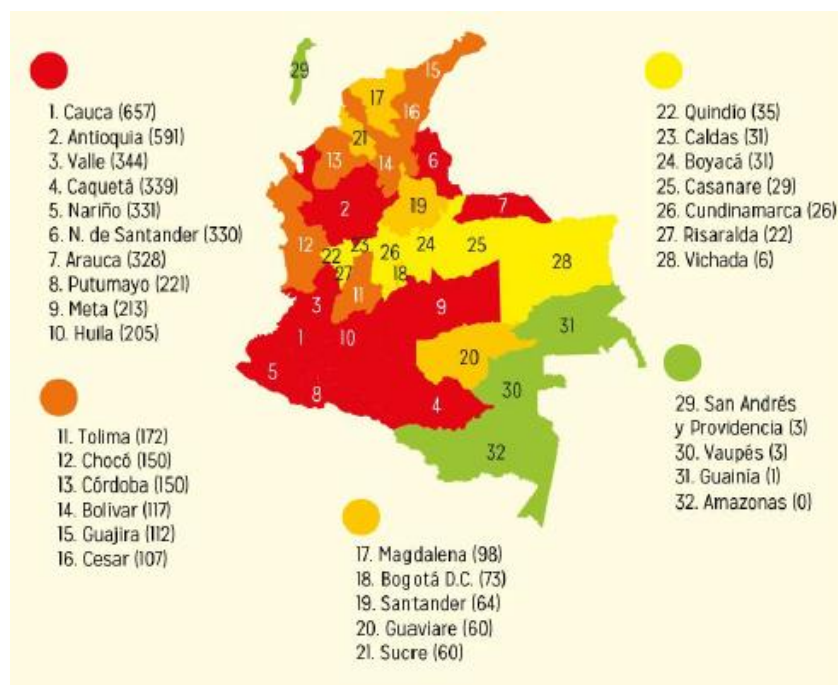 1. Cauca (657)
2. Antioquia (591)
3. Valle (344)
4. Caquetá (339)
5. Nariño (331)
6. N. de Santander (330)
7. Arauca (328)
8. Putumayo (221)
9. Meta (213)
10. Huila (205)
11. Tolima (172)
12. Chocó (150)
13. Córdoba (150)
14. Bolívar (117)
15. Guajira (112)
16. Cesar (107)
29
15
17
16
21
13
14
6
2
19
7
12
23
22
26
24
25
27
18
28
11
3
9
1
10
31
20
5
30
8
4
32
17. Magdalena (98)
18. Bogotá D.C. (73)
19. Santander (64)
20. Guaviare (60)
21. Sucre (60)
22. Quindío (35)
23. Caldas (31)
24. Boyacá (31)
25. Casanare (29)
26. Cundinamarca (26)
27. Risaralda (22)
28. Vichada (6)
29. San Andrés
y Providencia (3)
30. Vaupés (3)
31. Guainía (1)
32. Amazonas (0)